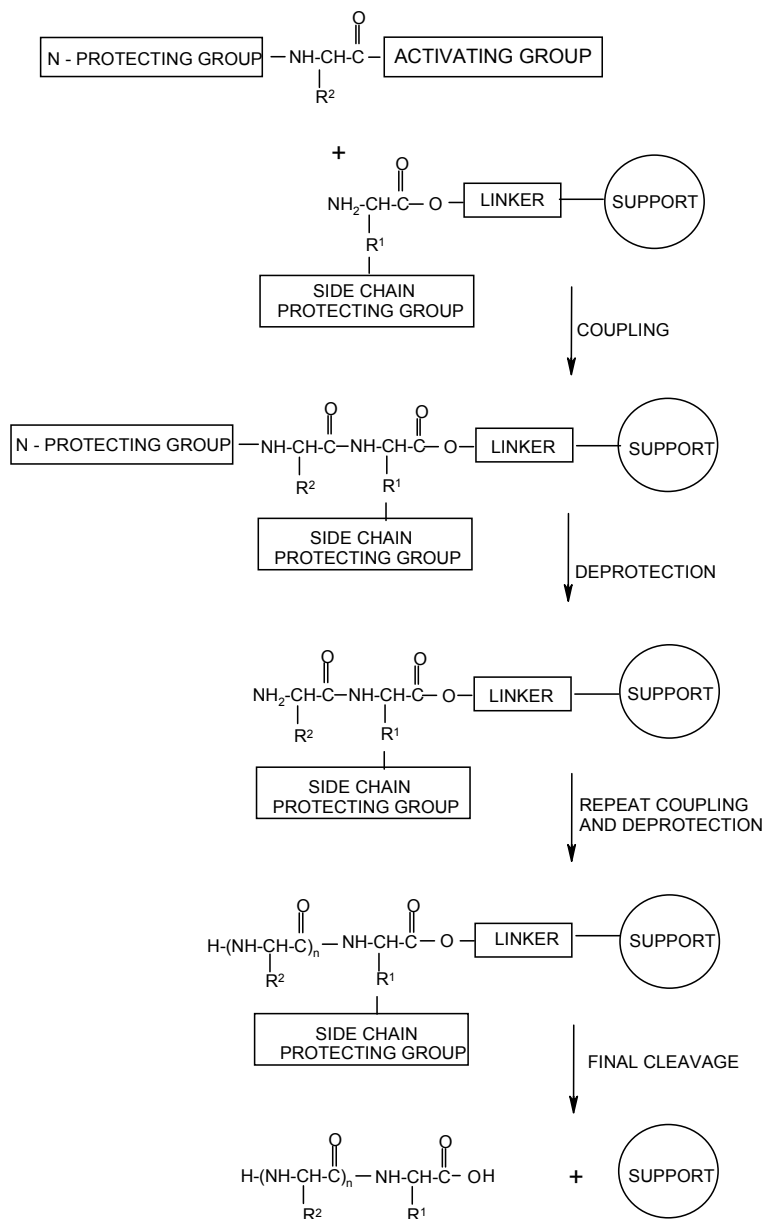 O
N - PROTECTING GROUP —NH-CH-C— ACTIVATING GROUP
R²
+
O
NH₂-CH-C— O — LINKER SUPPORT
R¹
SIDE CHAIN
PROTECTING GROUP
COUPLING
O O
N - PROTECTING GROUP —NH-CH-C—NH-CH-C— O — LINKER SUPPORT
R² R¹
SIDE CHAIN
PROTECTING GROUP
DEPROTECTION
O O
NH₂-CH-C—NH-CH-C— O — LINKER SUPPORT
R² R¹
SIDE CHAIN
PROTECTING GROUP
REPEAT COUPLING
AND DEPROTECTION
O O
H-(NH-CH-C)ₙ — NH-CH-C— O — LINKER SUPPORT
R² R¹
SIDE CHAIN
PROTECTING GROUP
FINAL CLEAVAGE
O O
H-(NH-CH-C)ₙ— NH-CH-C— OH + SUPPORT
R² R¹